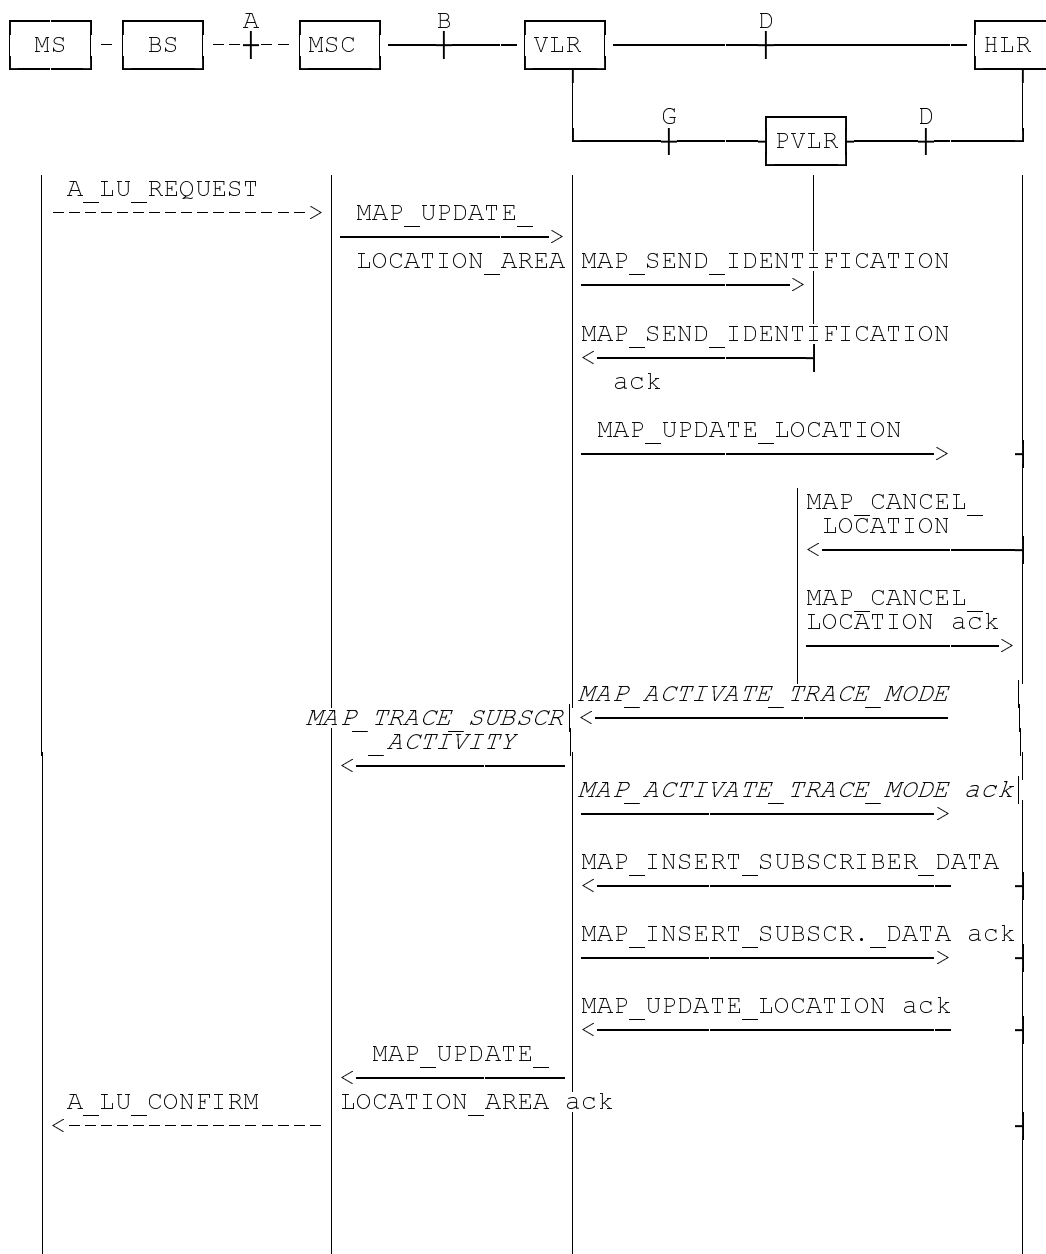 A B D
MS BS MSC VLR HLR
G D
PVLR
A_LU_REQUEST
MAP_UPDATE_
LOCATION_AREA MAP_SEND_IDENTIFICATION
MAP_SEND_IDENTIFICATION
ack
MAP_UPDATE_LOCATION
MAP_CANCEL_
LOCATION
MAP_CANCEL_
LOCATION ack
MAP_ACTIVATE_TRACE_MODE
MAP_TRACE_SUBSCR
_ACTIVITY
MAP_ACTIVATE_TRACE_MODE ack
MAP_INSERT_SUBSCRIBER_DATA
MAP_INSERT_SUBSCR._DATA ack
MAP_UPDATE_LOCATION ack
MAP_UPDATE_
A_LU_CONFIRM LOCATION_AREA ack